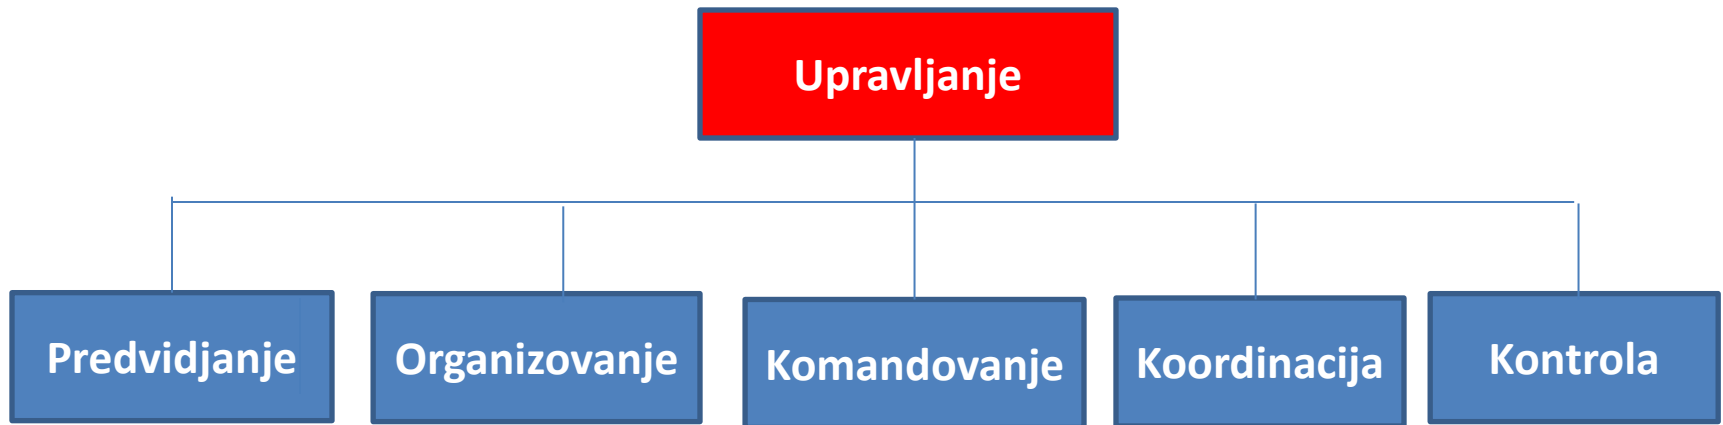 Upravljanje
Predvidjanje
Organizovanje
Komandovanje
Koordinacija
Kontrola